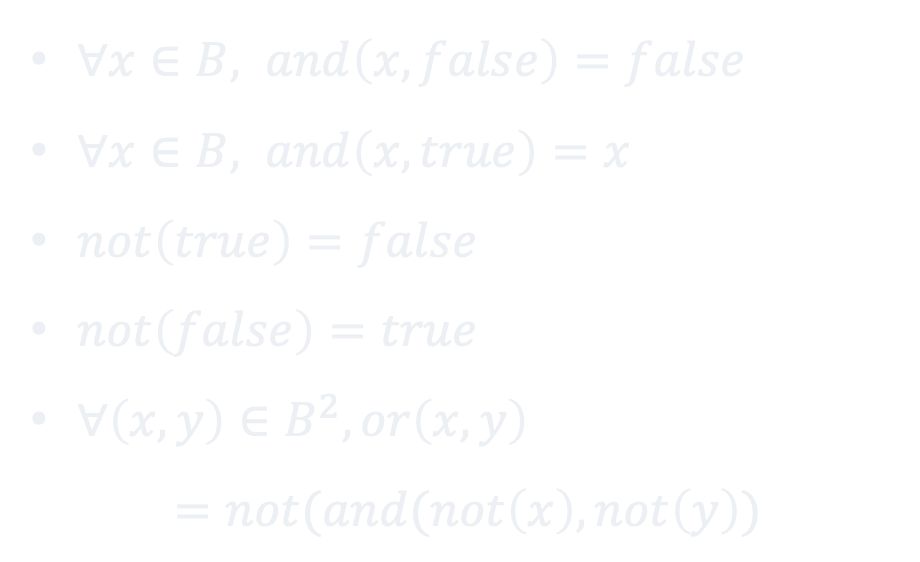 • ∀x ∈ B, and(x, false) = false
• ∀x ∈ B, and(x, true) = x
• not(true) = false
• not(false) = true
• ∀(x, y) ∈ B², or(x, y)
= not(and(not(x), not(y))